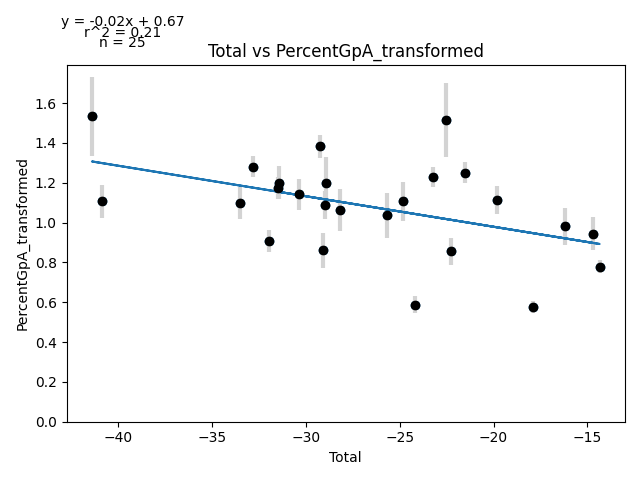 y = -0.02x + 0.67
r^2 = 0.21
n = 25
Total vs PercentGpA_transformed
PercentGpA_transformed
1.6
1.4
1.2
1.0
0.8
0.6
0.4
0.2
0.0
−40
−35
−30
−25
−20
−15
Total